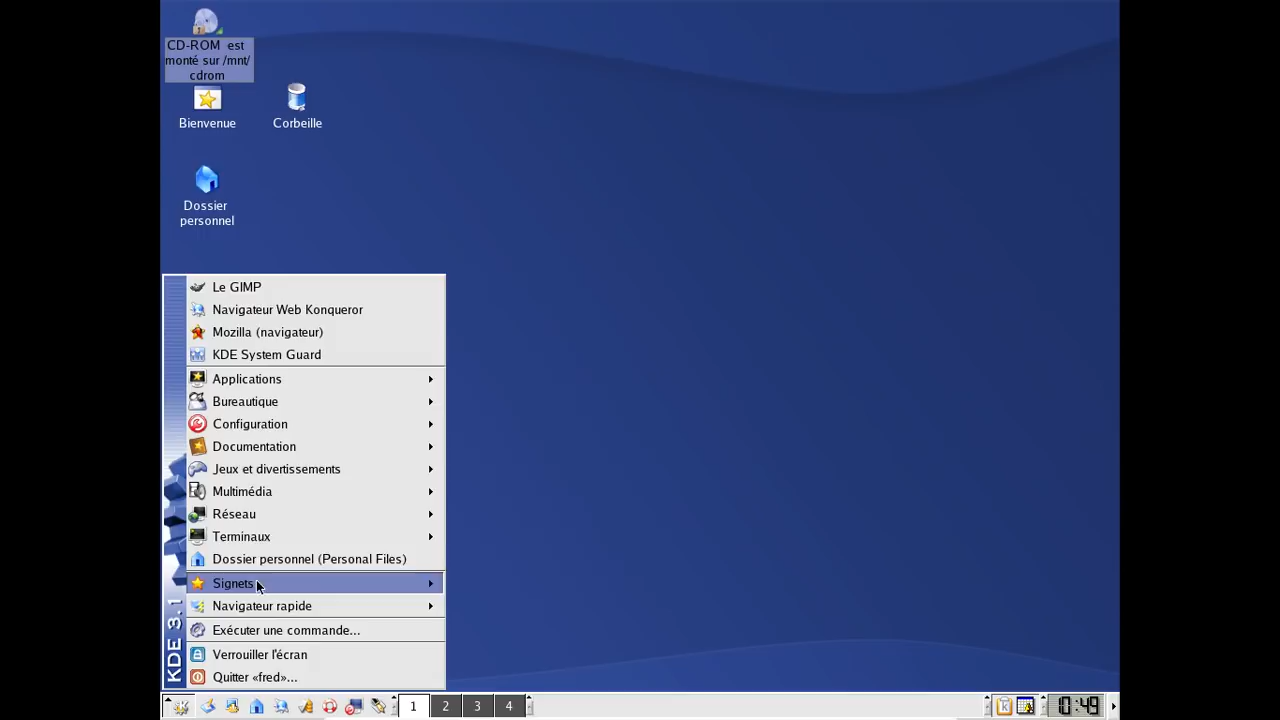 CD-ROM est
monté sur /mnt/
cdrom
Bienvenue
Corbeille
Dossier
personnel
Le GIMP
Navigateur Web Konqueror
Mozilla (navigateur)
KDE System Guard
Applications
Bureautique
Configuration
Documentation
Jeux et divertissements
Multimédia
Réseau
Terminaux
Dossier personnel (Personal Files)
Signets
Navigateur rapide
Exécuter une commande...
Verrouiller l'écran
Quitter «fred»...
KDE 3.1
1 2 3 4
10:49